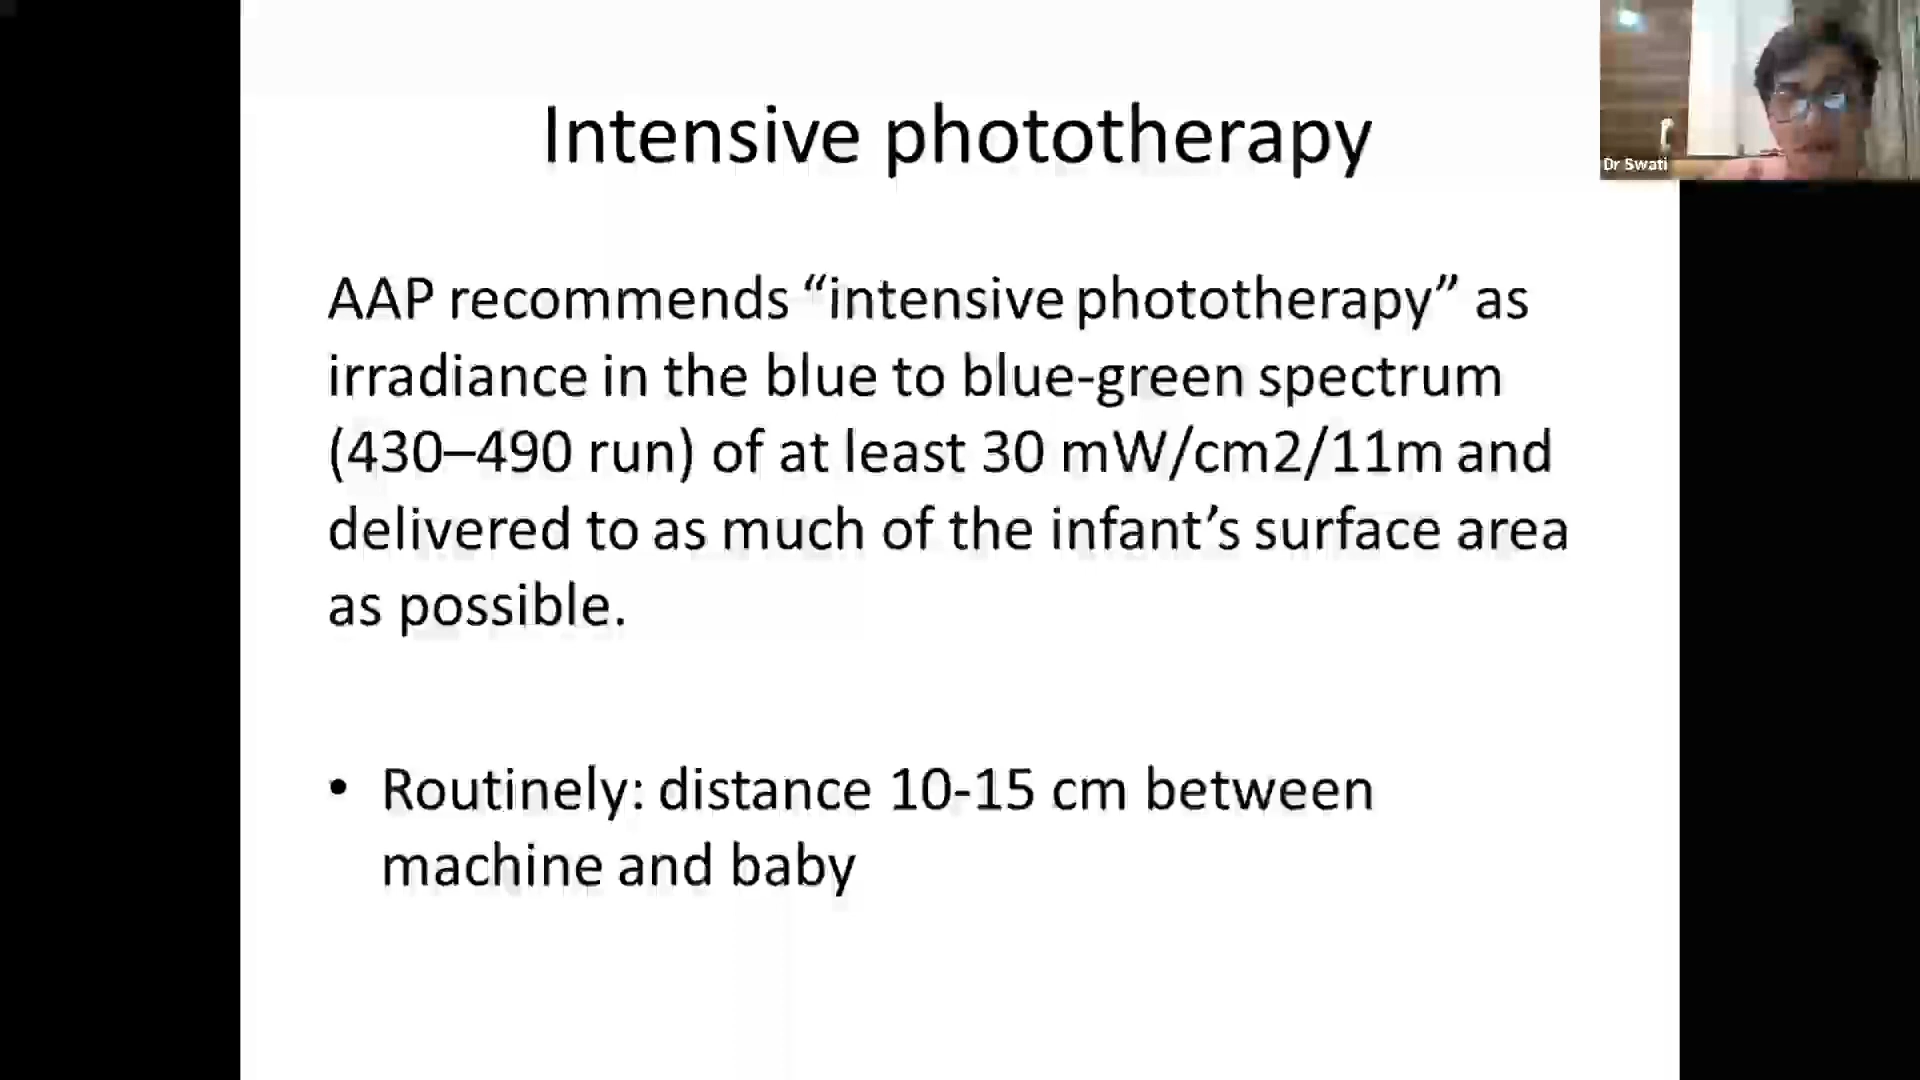 Intensive phototherapy
Dr Swati
AAP recommends “intensive phototherapy” as
irradiance in the blue to blue-green spectrum
(430–490 run) of at least 30 mW/cm2/11m and
delivered to as much of the infant’s surface area
as possible.
• Routinely: distance 10-15 cm between
machine and baby